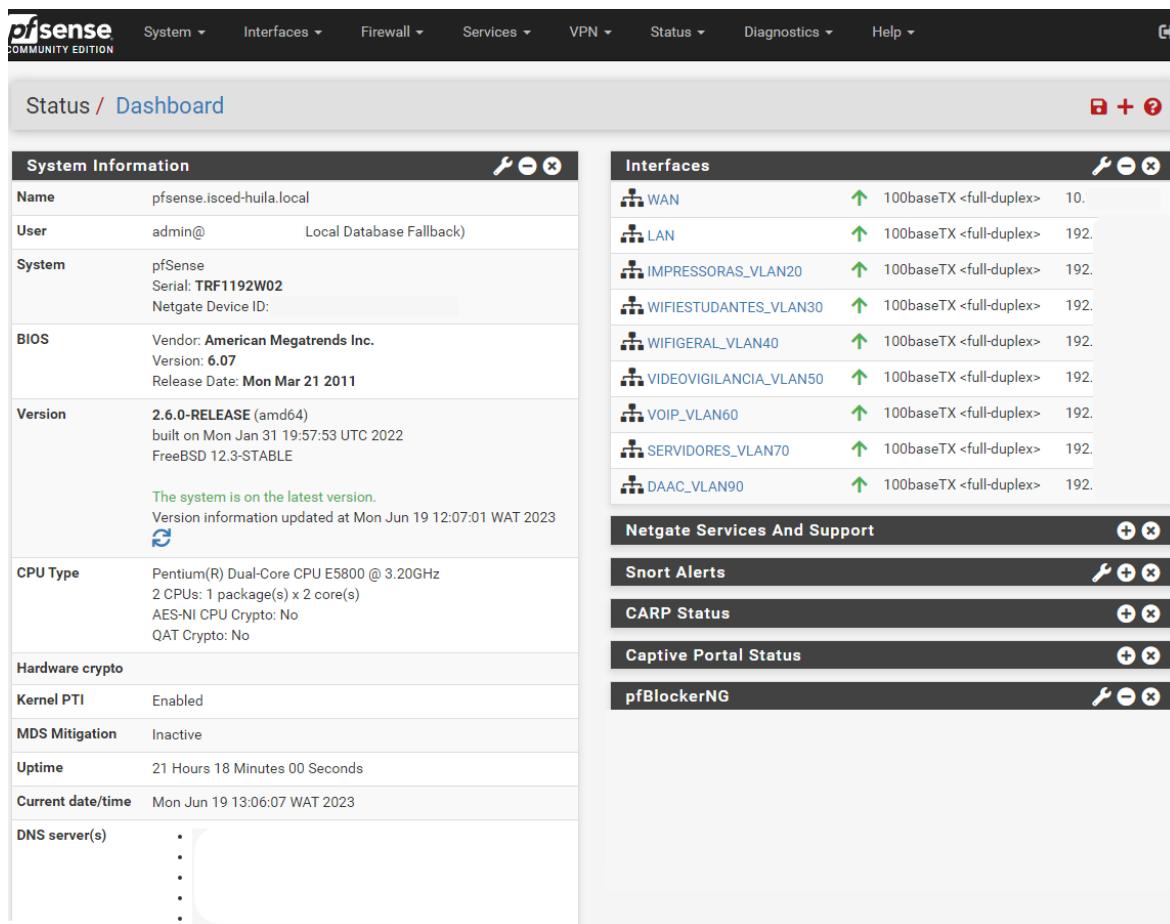 pfsense
COMMUNITY EDITION
System Interfaces Firewall Services VPN Status Diagnostics Help
Status / Dashboard
System Information
Name pfsense.isced-huila.local
User admin@ Local Database Fallback)
System pfSense
Serial: TRF1192W02
Netgate Device ID:
BIOS Vendor: American Megatrends Inc.
Version: 6.07
Release Date: Mon Mar 21 2011
Version 2.6.0-RELEASE (amd64)
built on Mon Jan 31 19:57:53 UTC 2022
FreeBSD 12.3-STABLE
The system is on the latest version.
Version information updated at Mon Jun 19 12:07:01 WAT 2023
CPU Type Pentium(R) Dual-Core CPU E5800 @ 3.20GHz
2 CPUs: 1 package(s) x 2 core(s)
AES-NI CPU Crypto: No
QAT Crypto: No
Hardware crypto
Kernel PTI Enabled
MDS Mitigation Inactive
Uptime 21 Hours 18 Minutes 00 Seconds
Current date/time Mon Jun 19 13:06:07 WAT 2023
DNS server(s)
Interfaces
WAN 100baseTX <full-duplex> 10.
LAN 100baseTX <full-duplex> 192.
IMPRESSORAS_VLAN20 100baseTX <full-duplex> 192.
WIFIESTUDANTES_VLAN30 100baseTX <full-duplex> 192.
WIFIGERAL_VLAN40 100baseTX <full-duplex> 192.
VIDEOVIGILANCIA_VLAN50 100baseTX <full-duplex> 192.
VOIP_VLAN60 100baseTX <full-duplex> 192.
SERVIDORES_VLAN70 100baseTX <full-duplex> 192.
DAAC_VLAN90 100baseTX <full-duplex> 192.
Netgate Services And Support
Snort Alerts
CARP Status
Captive Portal Status
pfBlockerNG